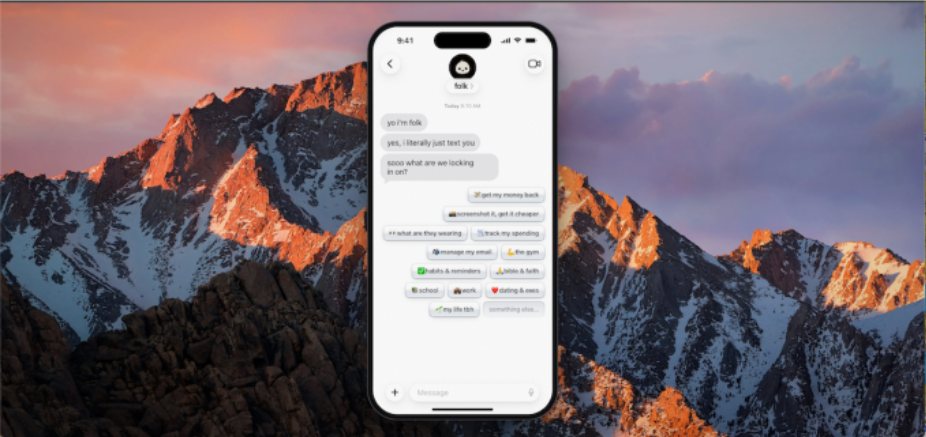 9:41
folk
Today 8:10 AM
yo i'm folk
yes, i literally just text you
sooo what are we locking
in on?
💸get my money back
📸screenshot it, get it cheaper
👀what are they wearing
📉track my spending
📬manage my email
💪the gym
✅habits & reminders
🙏bible & faith
📚school
💼work
❤️dating & exes
🌱my life tbh
something else...
Message